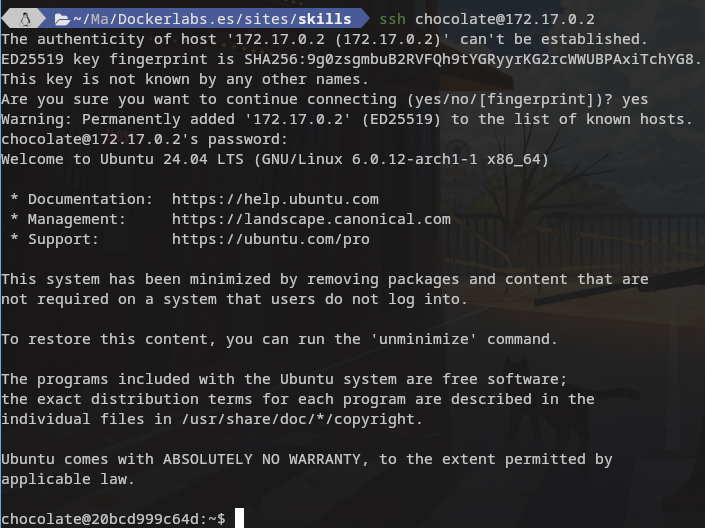 ~/Ma/Dockerlabs.es/sites/skills ssh chocolate@172.17.0.2
The authenticity of host '172.17.0.2 (172.17.0.2)' can't be established.
ED25519 key fingerprint is SHA256:9g0zsgmbuB2RVFQh9tYGRyyrKG2rcWWUBPAxiTchYG8.
This key is not known by any other names.
Are you sure you want to continue connecting (yes/no/[fingerprint])? yes
Warning: Permanently added '172.17.0.2' (ED25519) to the list of known hosts.
chocolate@172.17.0.2's password:
Welcome to Ubuntu 24.04 LTS (GNU/Linux 6.0.12-arch1-1 x86_64)
* Documentation: https://help.ubuntu.com
* Management: https://landscape.canonical.com
* Support: https://ubuntu.com/pro
This system has been minimized by removing packages and content that are
not required on a system that users do not log into.
To restore this content, you can run the 'unminimize' command.
The programs included with the Ubuntu system are free software;
the exact distribution terms for each program are described in the
individual files in /usr/share/doc/*/copyright.
Ubuntu comes with ABSOLUTELY NO WARRANTY, to the extent permitted by
applicable law.
chocolate@20bcd999c64d:~$